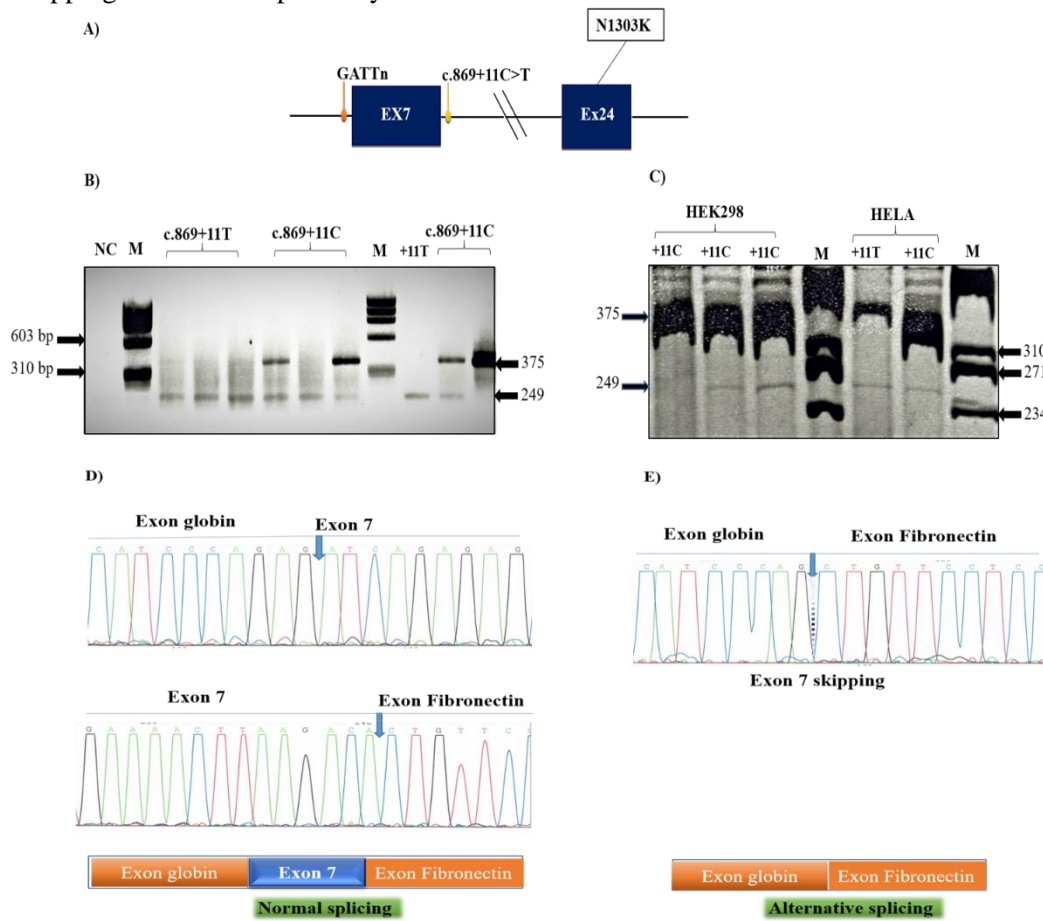 A)
N1303K
GATTn
c.869+11C>T
EX7
Ex24
B)
c.869+11T
c.869+11C
c.869+11C
NC M
M +11T
603 bp
310 bp
375
249
C)
HEK298
HELA
+11C +11C +11C M +11T +11C M
375
249
310
271
234
D)
Exon globin Exon 7
C A T C C C A G A G A T C A G A G A G
Exon 7 Exon Fibronectin
G A A A A C T T A A G A C A C T G T T C
Exon globin Exon 7 Exon Fibronectin
Normal splicing
E)
Exon globin Exon Fibronectin
C A T C C C A G C T G T T C C T C C
Exon 7 skipping
Exon globin Exon Fibronectin
Alternative splicing